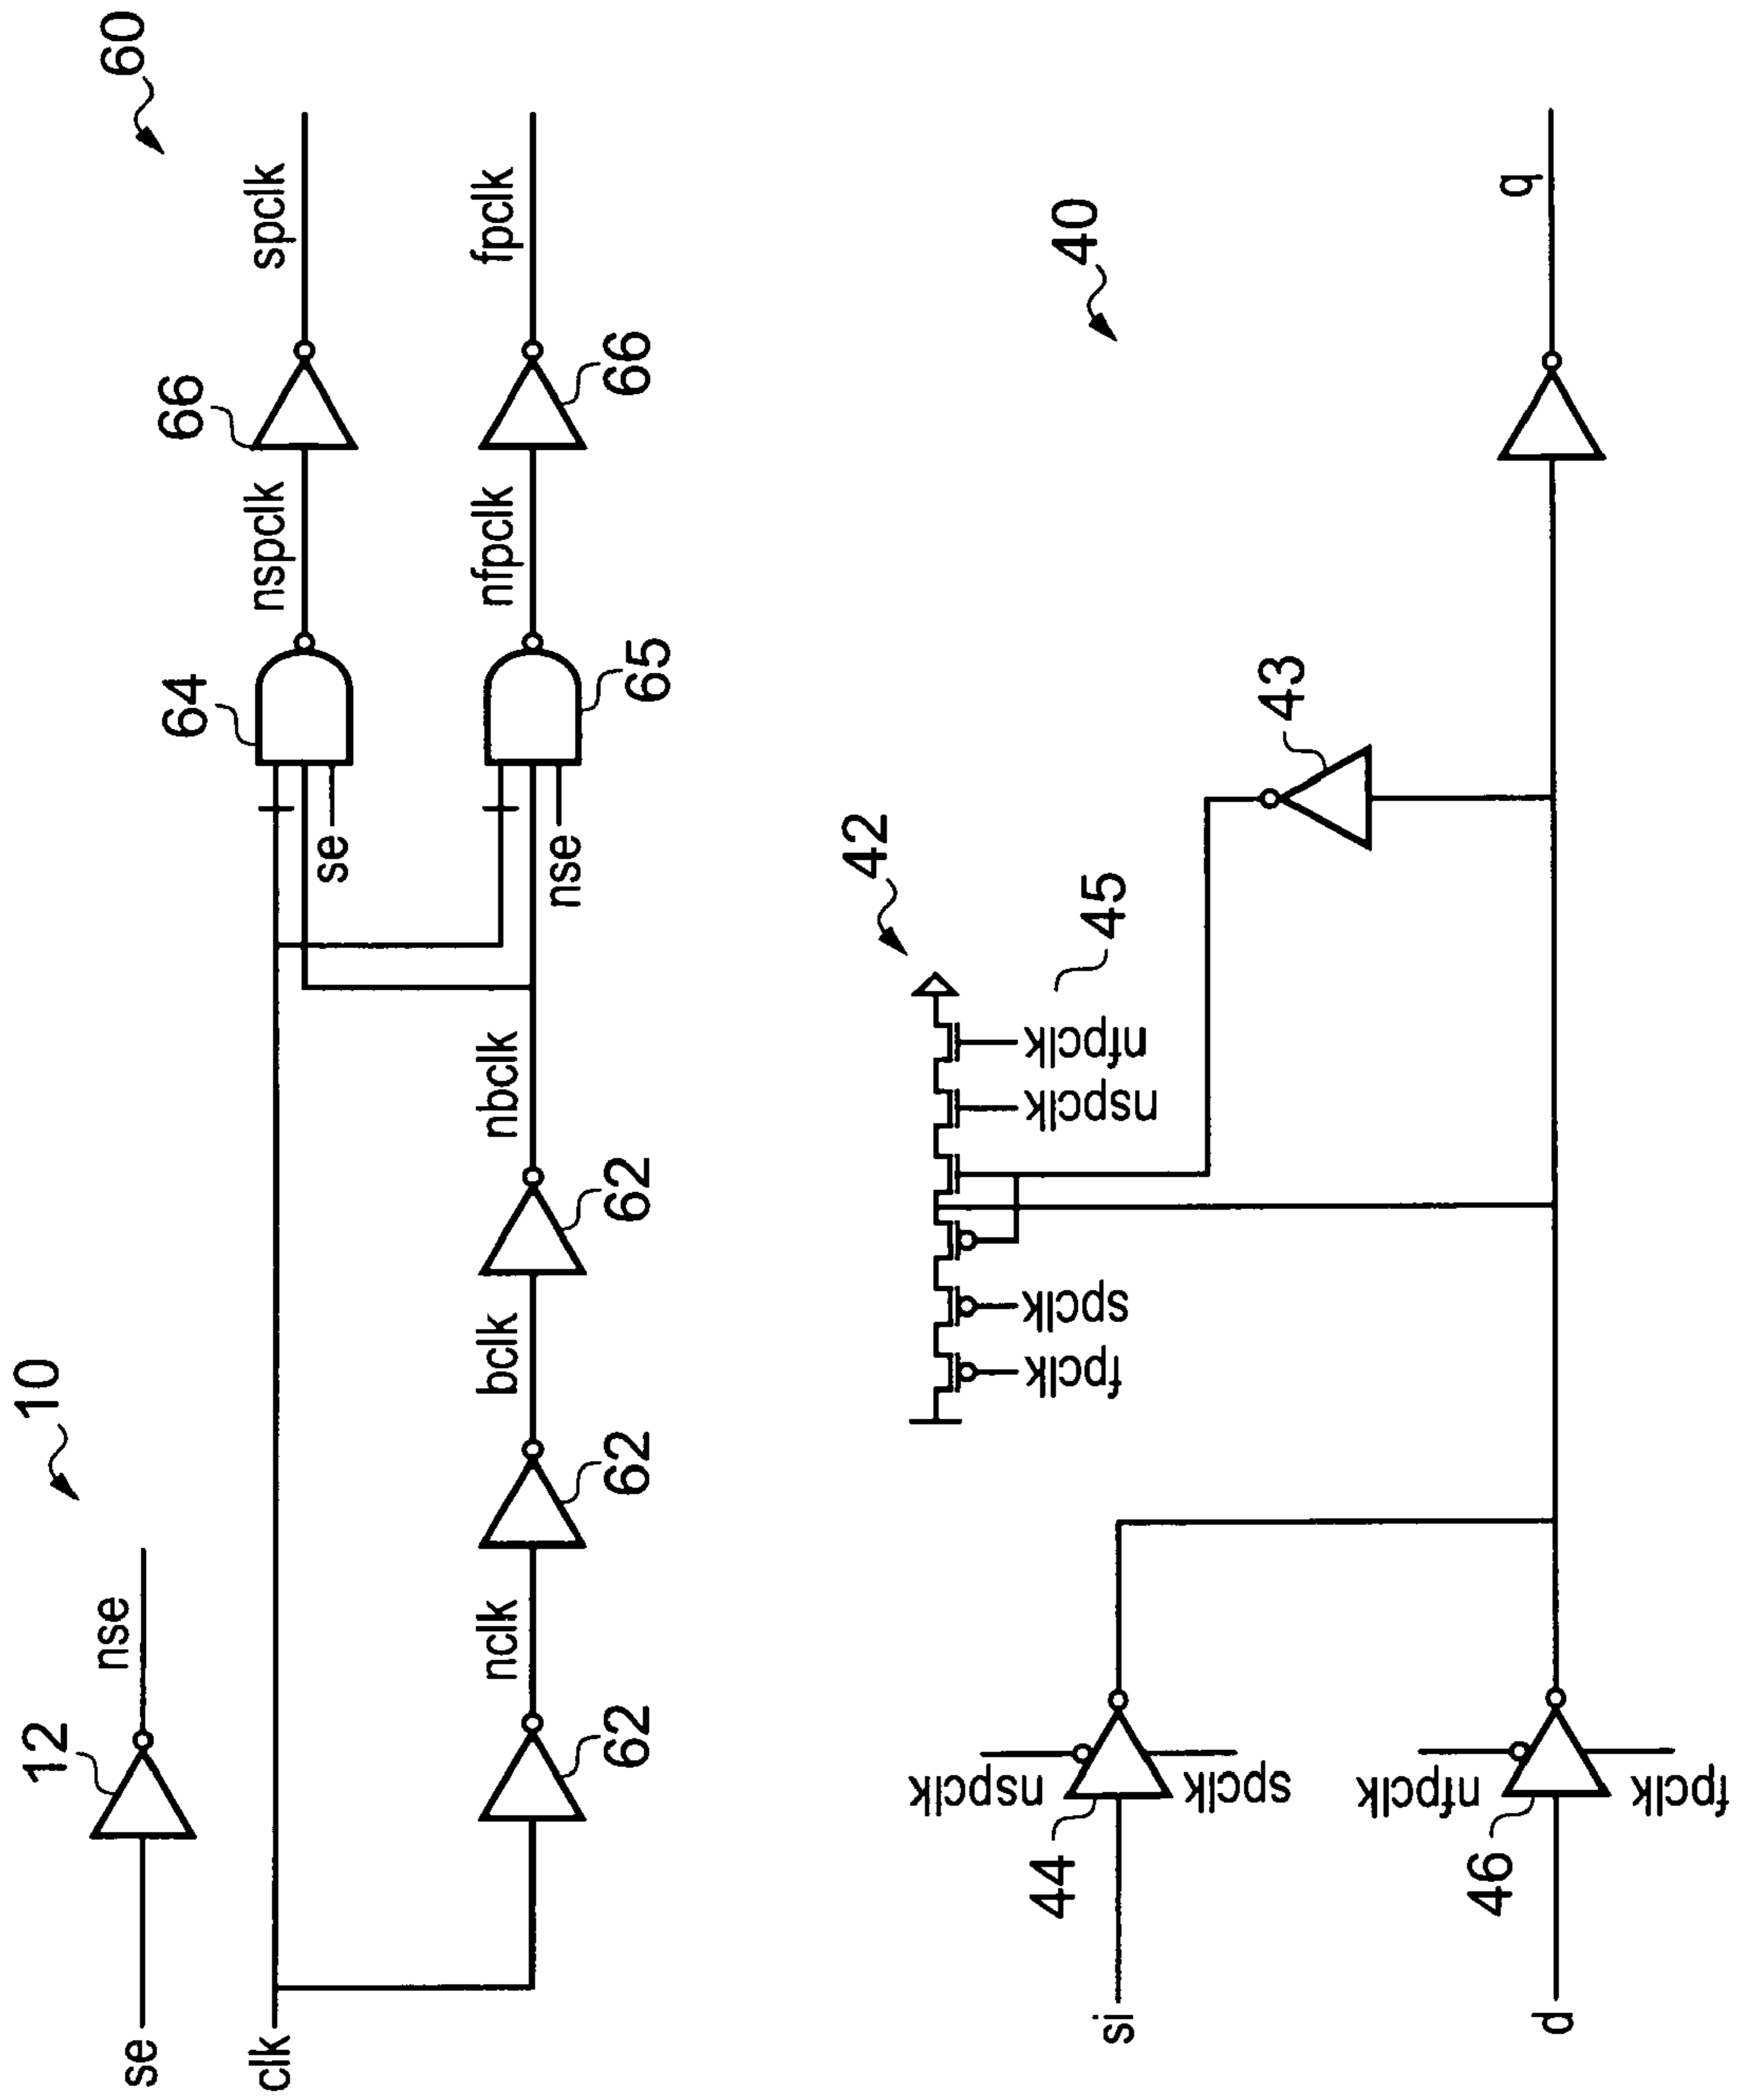 10
60
se
12
nse
clk
64
se
nspclk
66
spclk
62
nclk
62
bclk
62
nbclk
nse
65
nfpclk
66
fpclk
42
40
fpclk
spclk
nspclk
nfpclk
45
43
si
44
nspclk
spclk
d
46
nfpclk
fpclk
q